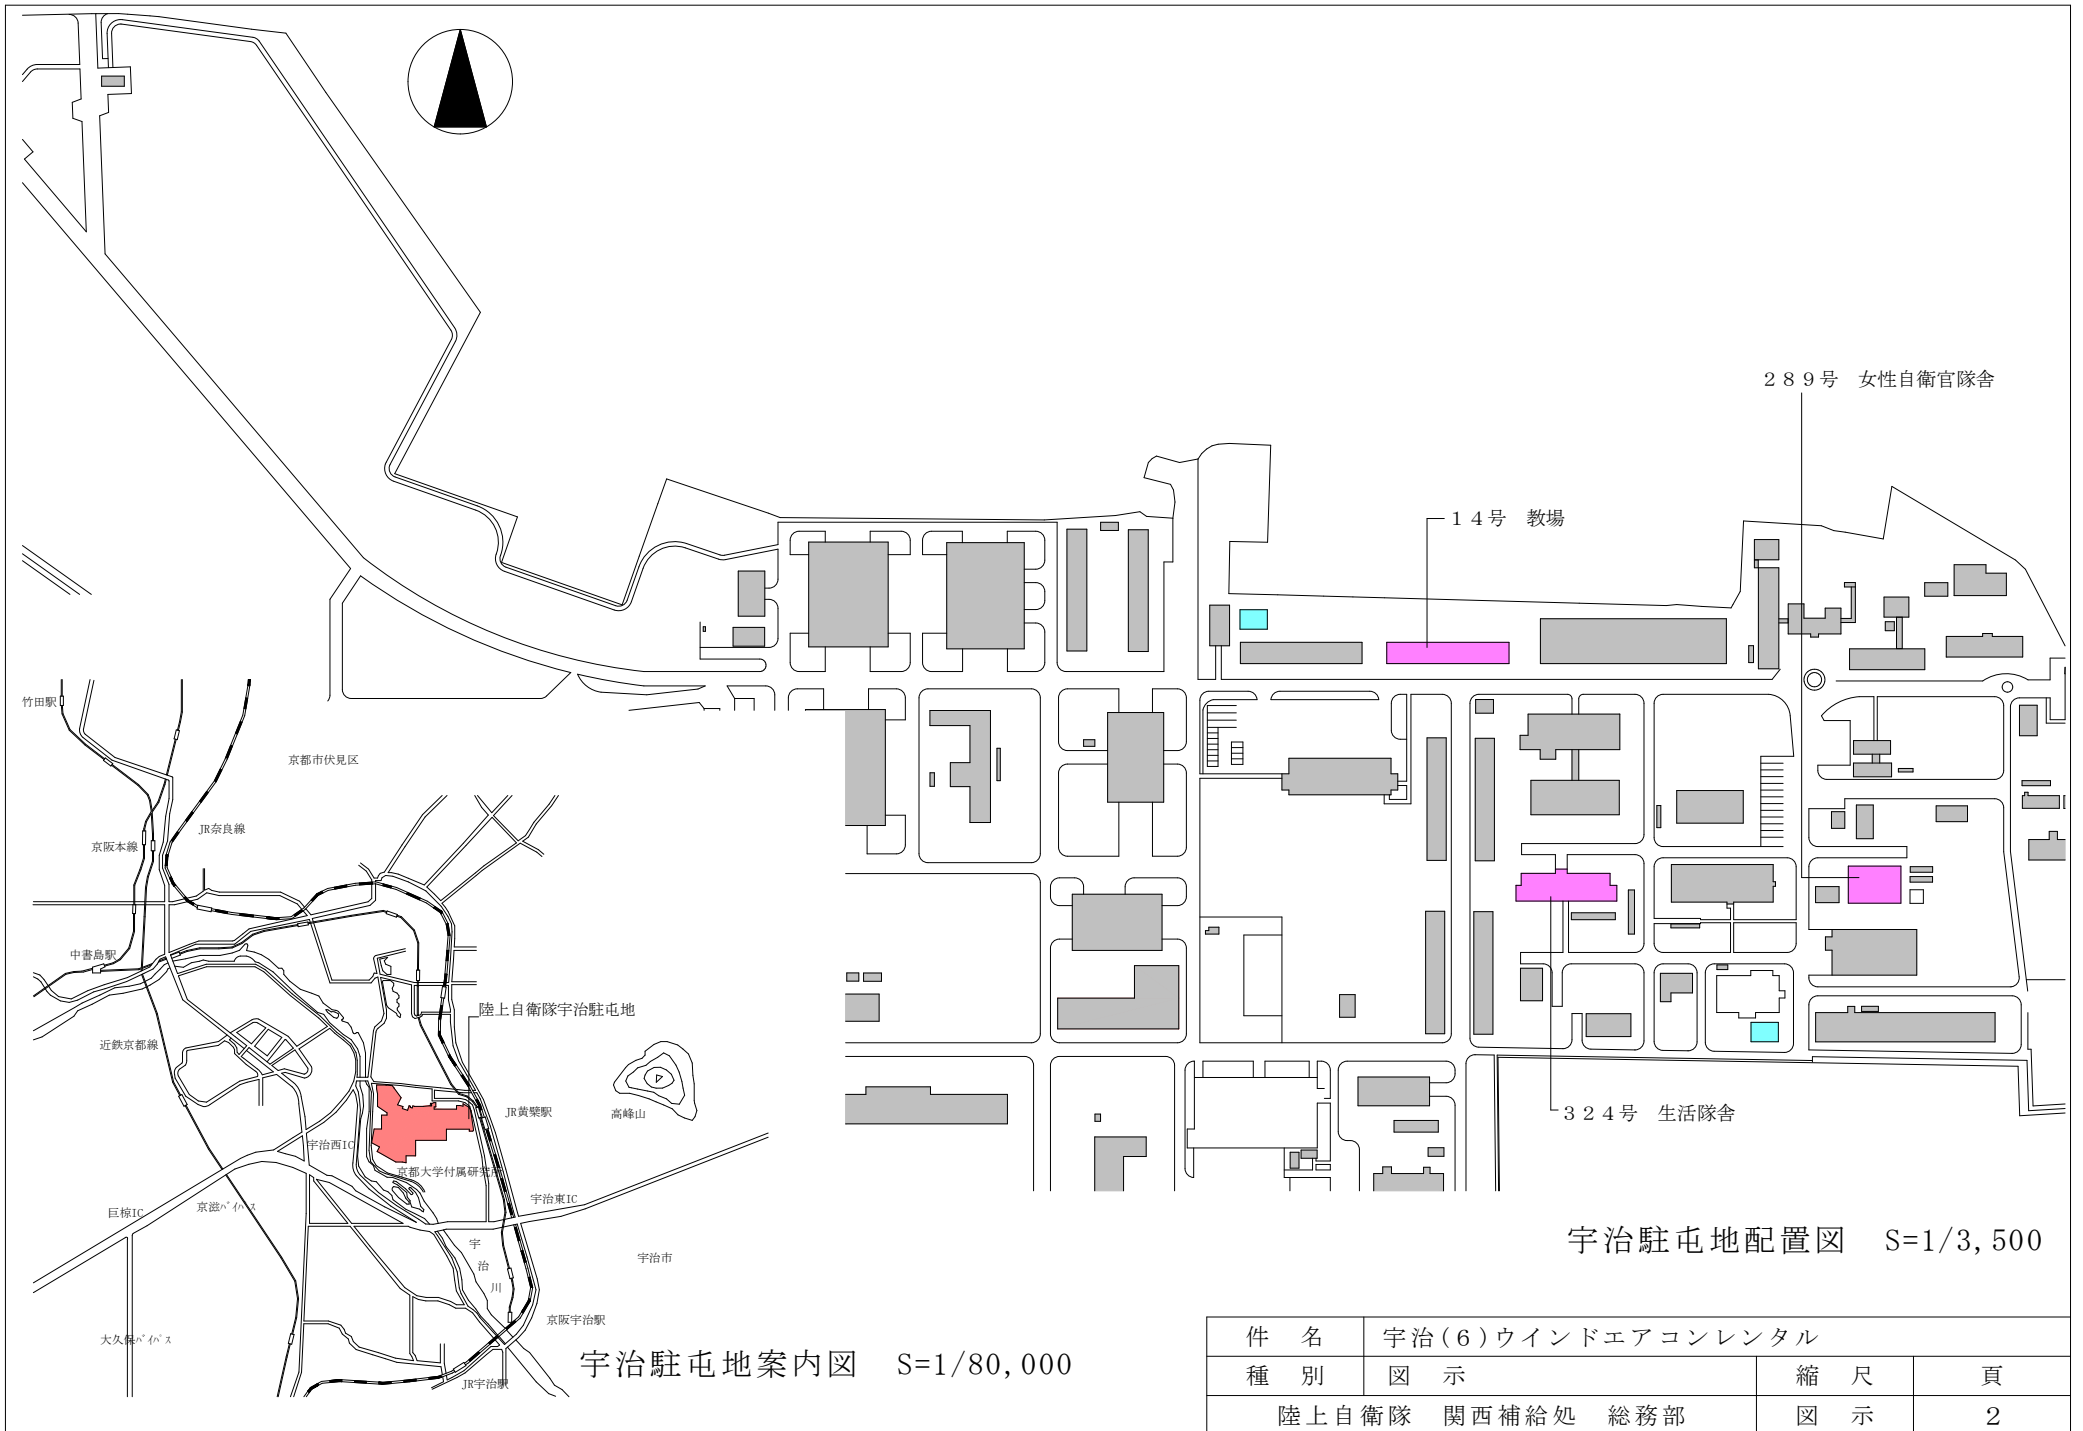 ２８９号　女性自衛官隊舎
１４号　教場
竹田駅
京都市伏見区
JR奈良線
京阪本線
中書島駅
陸上自衛隊宇治駐屯地
近鉄京都線
JR黄檗駅
高峰山
宇治西IC
京都大学付属研究所
３２４号　生活隊舎
宇治東IC
巨椋IC
京滋ﾊﾞｲﾊﾟｽ
宇治川
宇治市
宇治駐屯地配置図　S=1/3,500
京阪宇治駅
大久保ﾊﾞｲﾊﾟｽ
宇治駐屯地案内図　S=1/80,000
JR宇治駅
件　名　宇治(６)ウインドエアコンレンタル
種　別　図　示　縮　尺　頁
陸上自衛隊　関西補給処　総務部　図　示　２